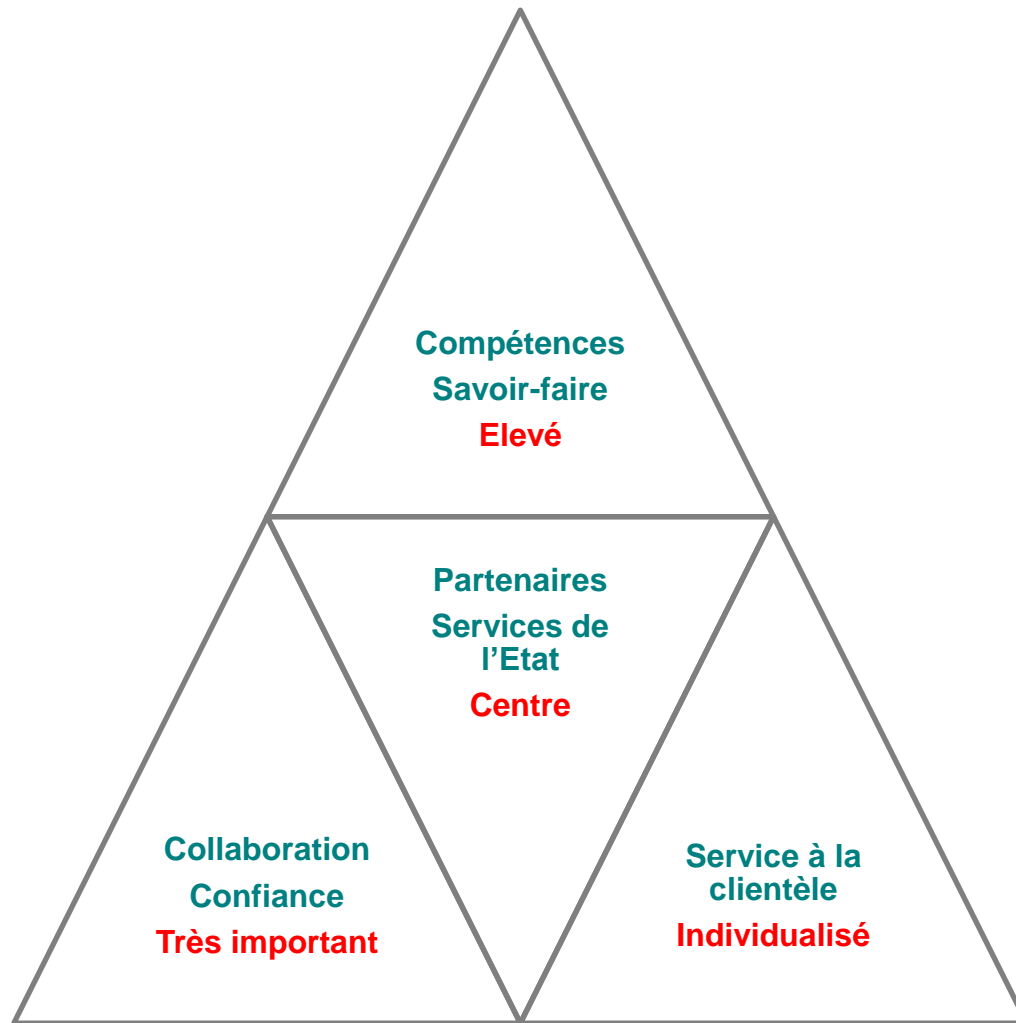 Compétences
Savoir-faire
Elevé
Partenaires
Services de
l’Etat
Centre
Collaboration
Confiance
Très important
Service à la
clientèle
Individualisé